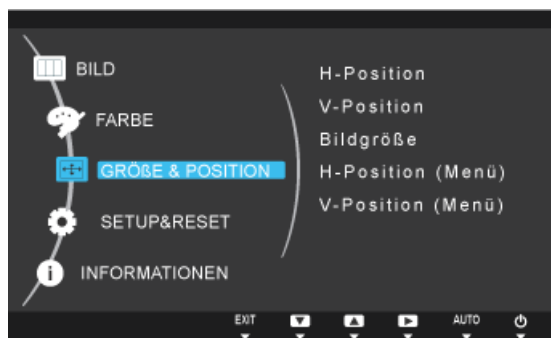 BILD
FARBE
GRÖßE & POSITION
SETUP&RESET
INFORMATIONEN
H-Position
V-Position
Bildgröße
H-Position (Menü)
V-Position (Menü)
EXIT
AUTO